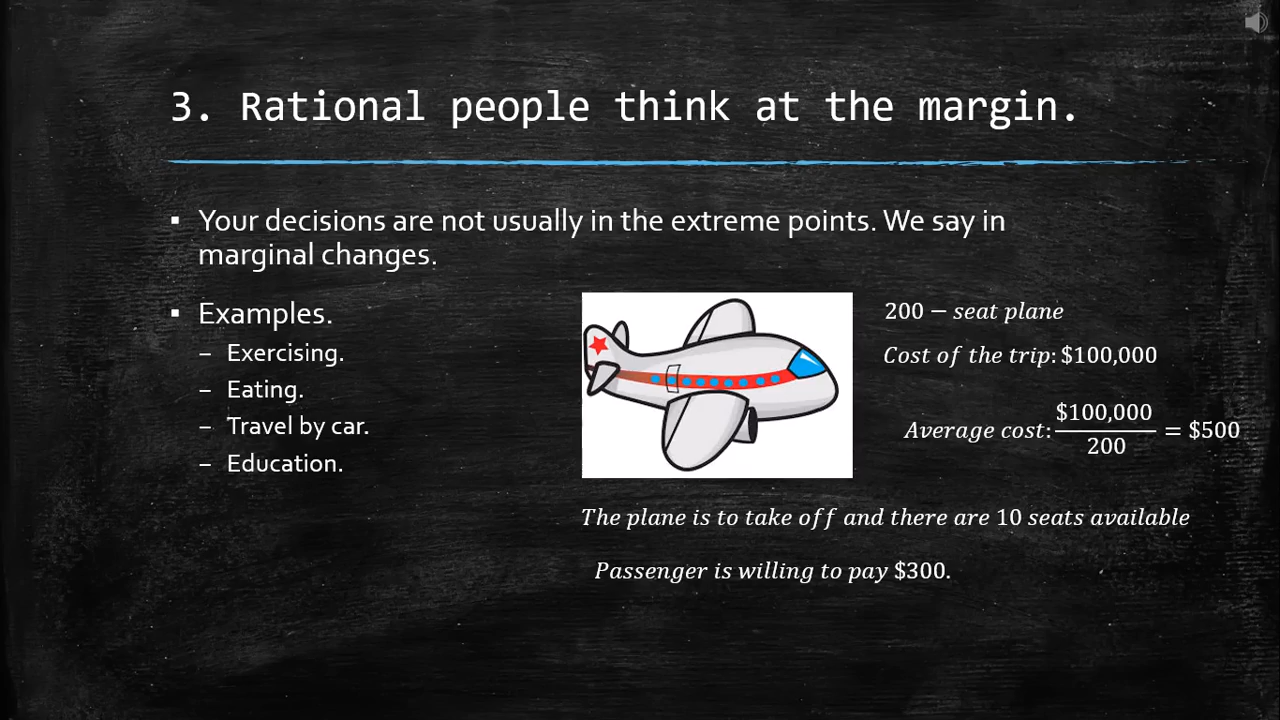 3. Rational people think at the margin.
▪ Your decisions are not usually in the extreme points. We say in
marginal changes.
▪ Examples.
– Exercising.
– Eating.
– Travel by car.
– Education.
200 − seat plane
Cost of the trip: $100,000
Average cost: $100,000/200 = $500
The plane is to take off and there are 10 seats available
Passenger is willing to pay $300.